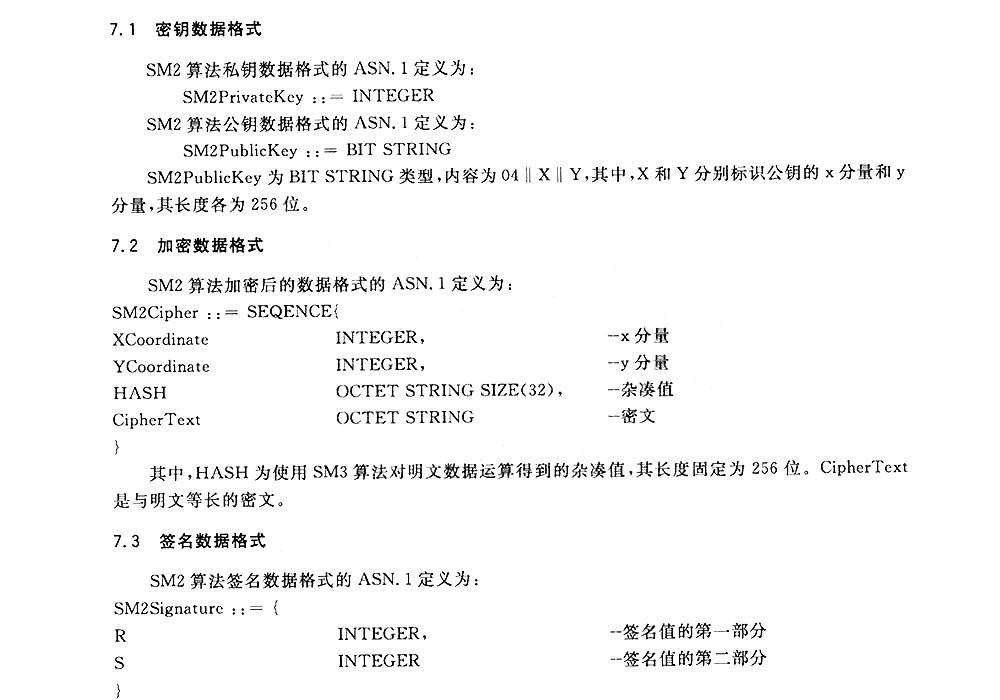 7.1 密钥数据格式
SM2 算法私钥数据格式的 ASN.1 定义为:
SM2PrivateKey ::= INTEGER
SM2 算法公钥数据格式的 ASN.1 定义为:
SM2PublicKey ::= BIT STRING
SM2PublicKey 为 BIT STRING 类型,内容为 04‖X‖Y,其中,X 和 Y 分别标识公钥的 x 分量和 y
分量,其长度各为 256 位。
7.2 加密数据格式
SM2 算法加密后的数据格式的 ASN.1 定义为:
SM2Cipher ::= SEQENCE{
XCoordinate INTEGER, --x 分量
YCoordinate INTEGER, --y 分量
HASH OCTET STRING SIZE(32), --杂凑值
CipherText OCTET STRING --密文
}
其中,HASH 为使用 SM3 算法对明文数据运算得到的杂凑值,其长度固定为 256 位。CipherText
是与明文等长的密文。
7.3 签名数据格式
SM2 算法签名数据格式的 ASN.1 定义为:
SM2Signature ::= {
R INTEGER, --签名值的第一部分
S INTEGER --签名值的第二部分
}